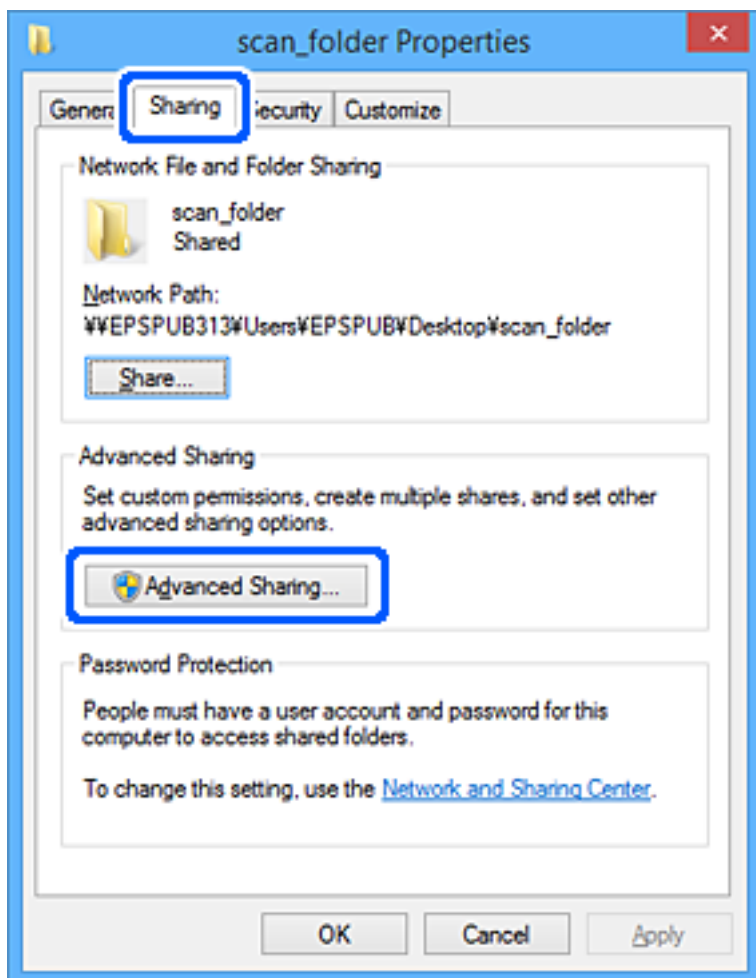 scan_folder Properties
Genera Sharing ecurity Customize
Network File and Folder Sharing
scan_folder
Shared
Network Path:
¥¥EPSPUB313¥Users¥EPSPUB¥Desktop¥scan_folder
Share...
Advanced Sharing
Set custom permissions, create multiple shares, and set other
advanced sharing options.
Advanced Sharing...
Password Protection
People must have a user account and password for this
computer to access shared folders.
To change this setting, use the Network and Sharing Center.
OK Cancel Apply